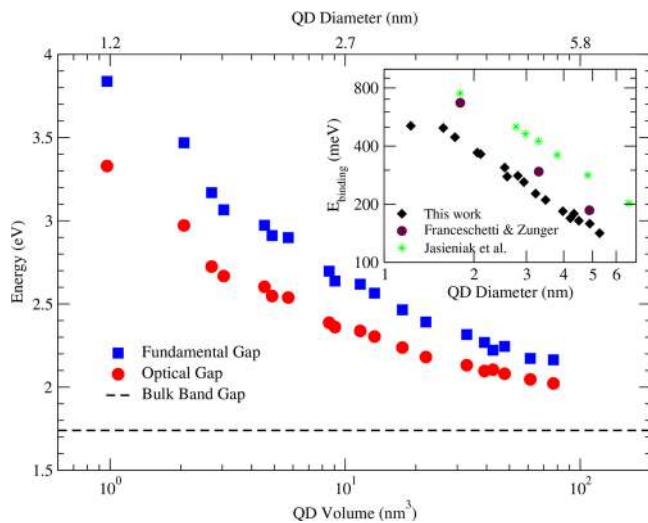 QD Diameter (nm)
1.2 2.7 5.8
4
3.5
3
2.5
2
1.5
Energy (eV)
Fundamental Gap
Optical Gap
Bulk Band Gap
10^0 10^1 10^2
QD Volume (nm^3)
800
400
200
100
E_binding (meV)
This work
Franceschetti & Zunger
Jasieniak et al.
1 2 3 4 5 6
QD Diameter (nm)